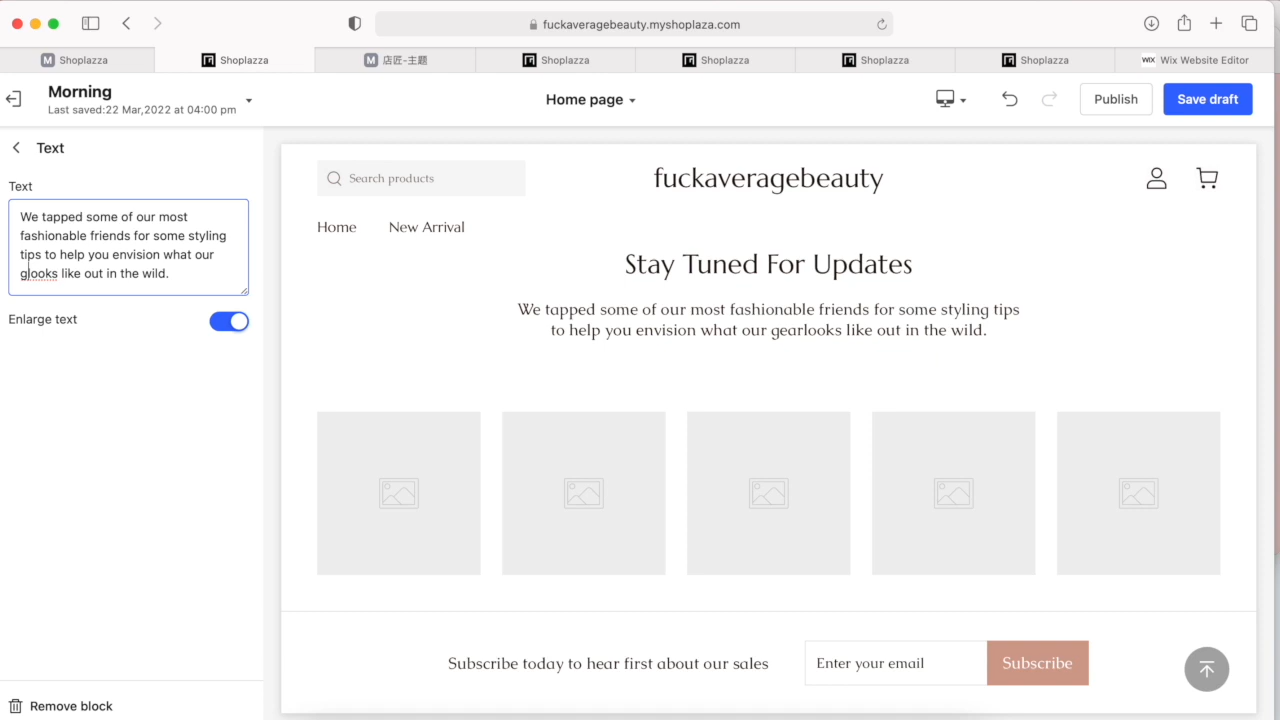 fuckaveragebeauty.myshoplaza.com
M Shoplazza
Shoplazza
M 店匠-主题
Shoplazza
Shoplazza
Shoplazza
Shoplazza
WIX Wix Website Editor
Morning
Last saved:22 Mar,2022 at 04:00 pm
Home page
Publish
Save draft
Text
Text
We tapped some of our most
fashionable friends for some styling
tips to help you envision what our
glooks like out in the wild.
Enlarge text
Remove block
Search products
fuckaveragebeauty
Home
New Arrival
Stay Tuned For Updates
We tapped some of our most fashionable friends for some styling tips
to help you envision what our gearlooks like out in the wild.
Subscribe today to hear first about our sales
Enter your email
Subscribe